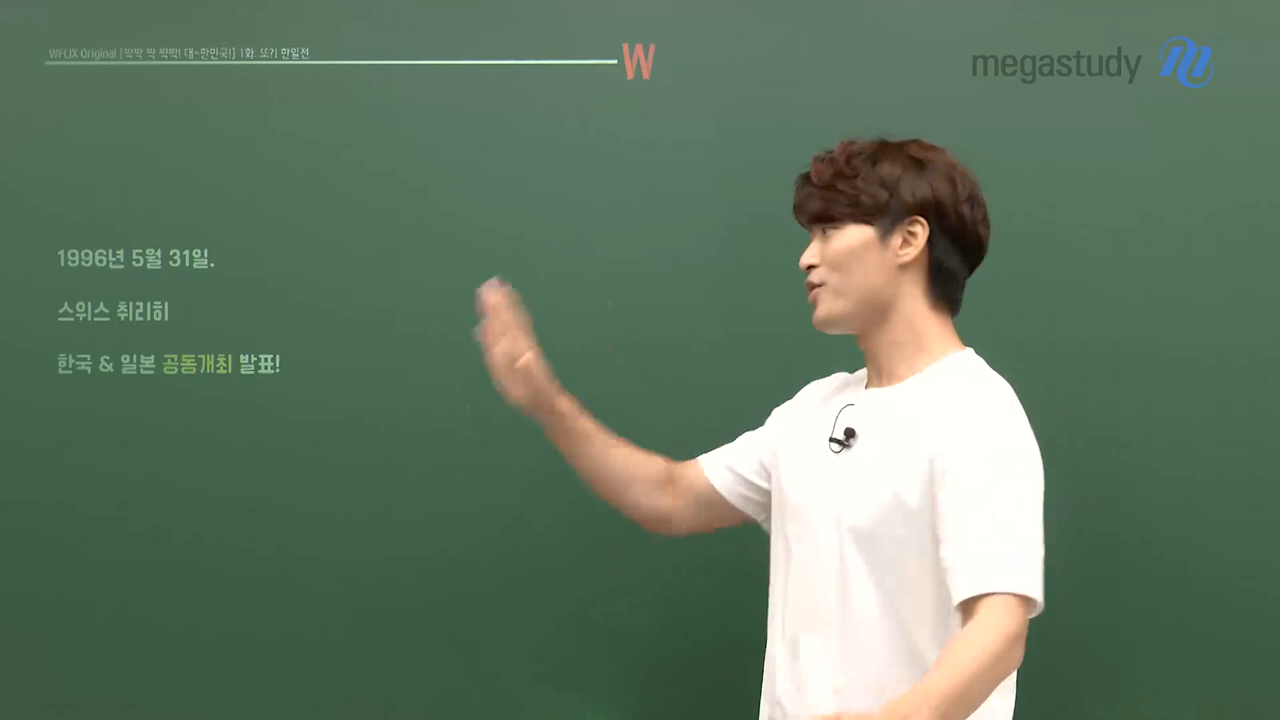 WFLIX Original [짝짝 짝 짝짝! 대~한민국!] 1화. 또?! 한일전
W
megastudy
1996년 5월 31일.
스위스 취리히
한국 & 일본 공동개최 발표!